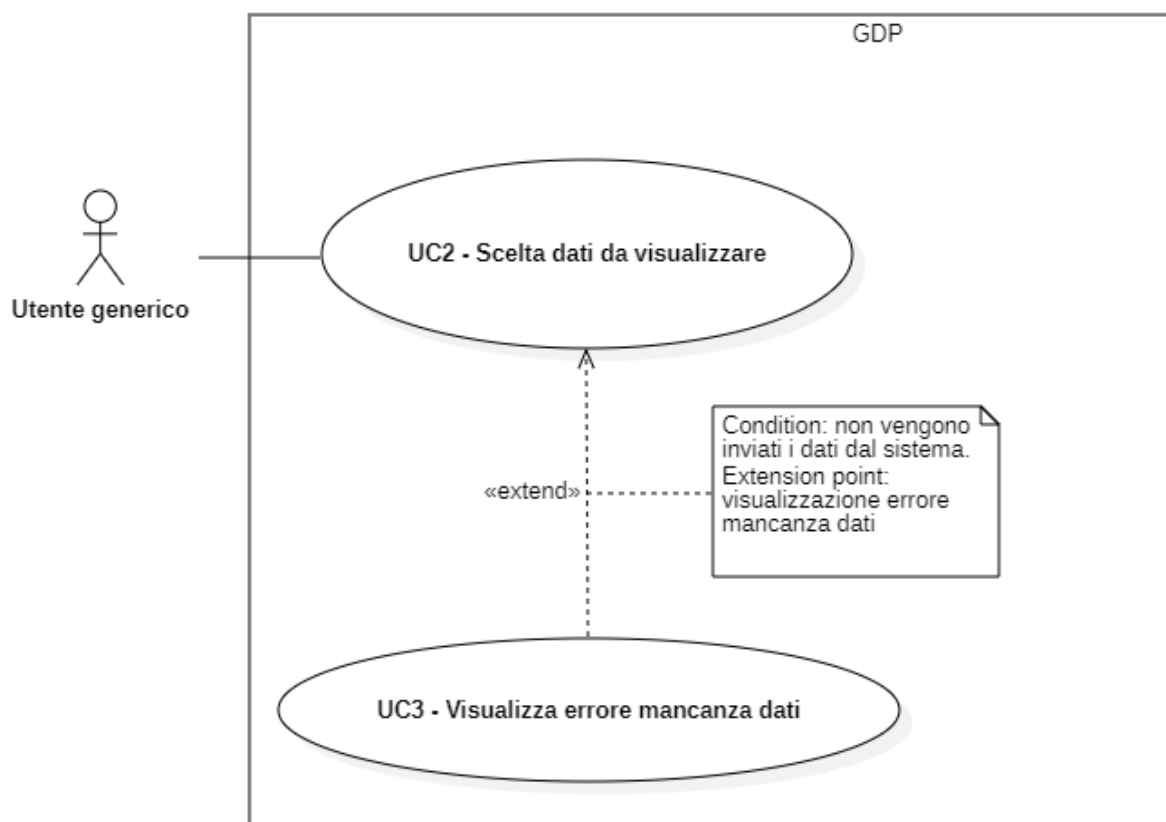 GDP
UC2 - Scelta dati da visualizzare
Utente generico
Condition: non vengono
inviati i dati dal sistema.
Extension point:
visualizzazione errore
mancanza dati
«extend»
UC3 - Visualizza errore mancanza dati